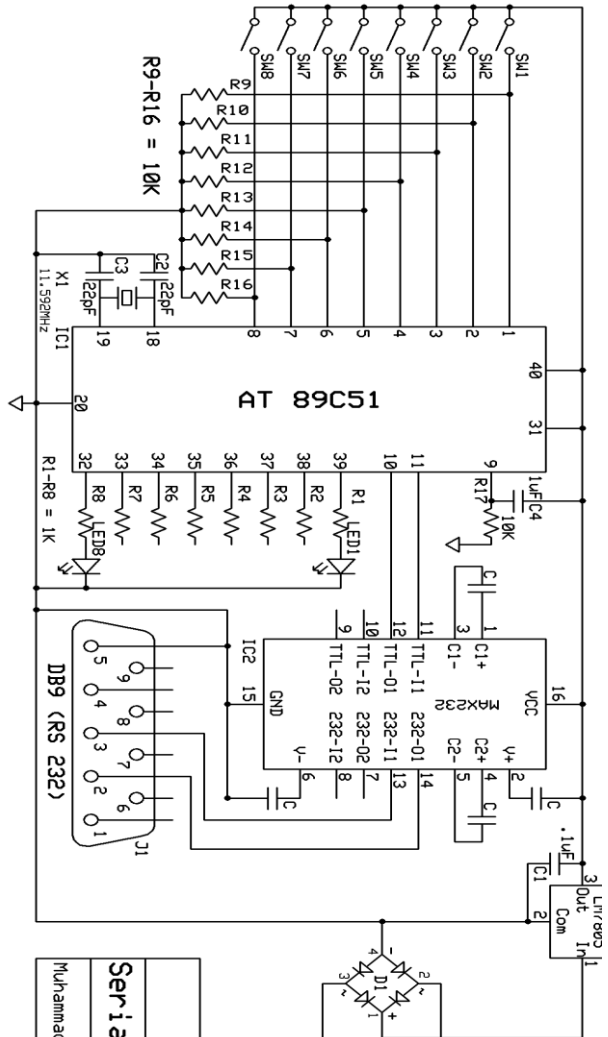 SW8
SW7
SW6
SW5
SW4
SW3
SW2
SW1
R9-R16 = 10K
R9
R10
R11
R12
R13
R14
R15
R16
C3
22pF
C2
22pF
X1
11.592MHz
IC1
19
18
8
7
6
5
4
3
2
1
40
31
AT 89C51
20
32
33
34
35
36
37
38
39
10
11
9
R8
R7
R6
R5
R4
R3
R2
R1
R17
10K
1uF
C4
R1-R8 = 1K
LED8
LED1
IC2
9
10
12
11
3
1
TTL-O2
TTL-I2
TTL-O1
TTL-I1
C1-
C1+
C
15
GND
MAX232
VCC
16
V-
232-I2
232-O2
232-I1
232-O1
C2-
C2+
V+
6
8
7
13
14
5
4
2
C
C
C
DB9 (RS 232)
5
9
4
8
3
7
2
6
1
J1
.1uF
C1
3
Out
LM7805
2
Com
In
1
D1
4
-
3
~
2
~
1
+
Seria
Muhammad